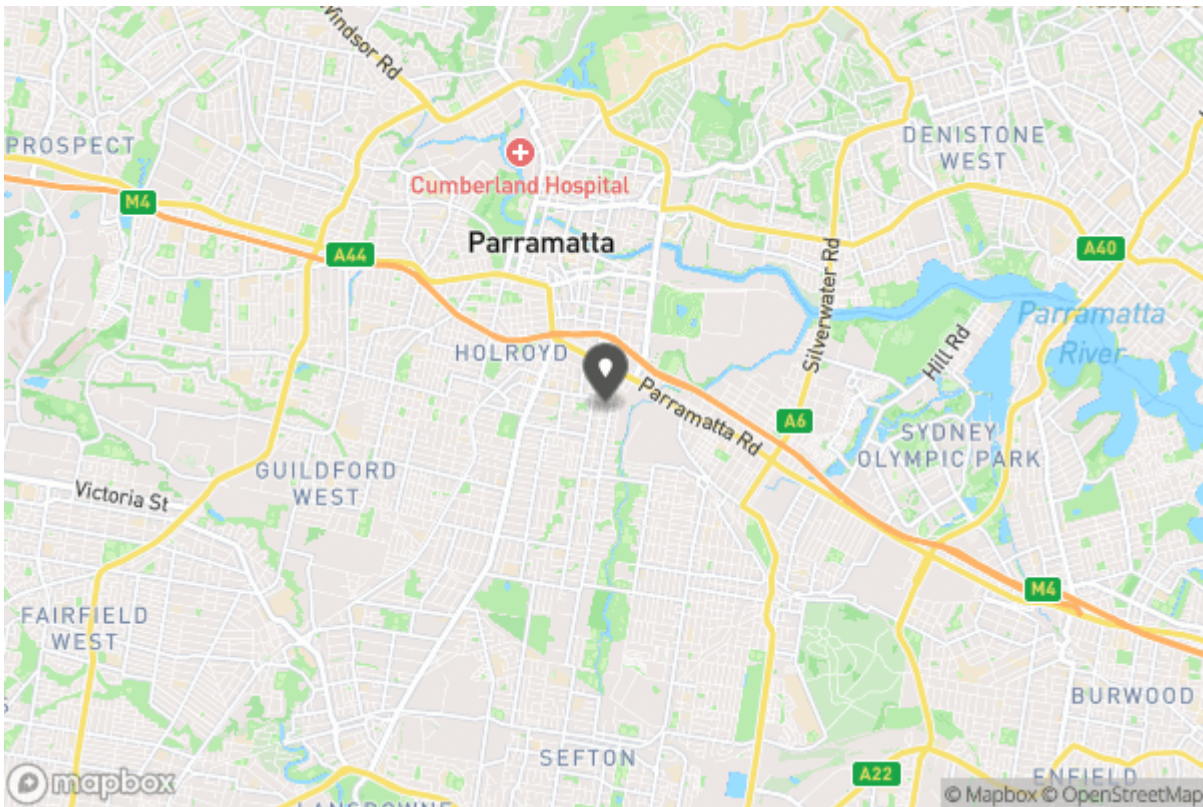 Windsor Rd
PROSPECT
DENISTONE
WEST
Cumberland Hospital
M4
Parramatta
A44
A40
Silverwater Rd
Parramatta
River
Hill Rd
HOLROYD
Parramatta Rd
A6
SYDNEY
OLYMPIC PARK
GUILDFORD
WEST
Victoria St
M4
FAIRFIELD
WEST
BURWOOD
SEFTON
A22
ENFIELD
mapbox
LANSDOWNE
© Mapbox © OpenStreetMap